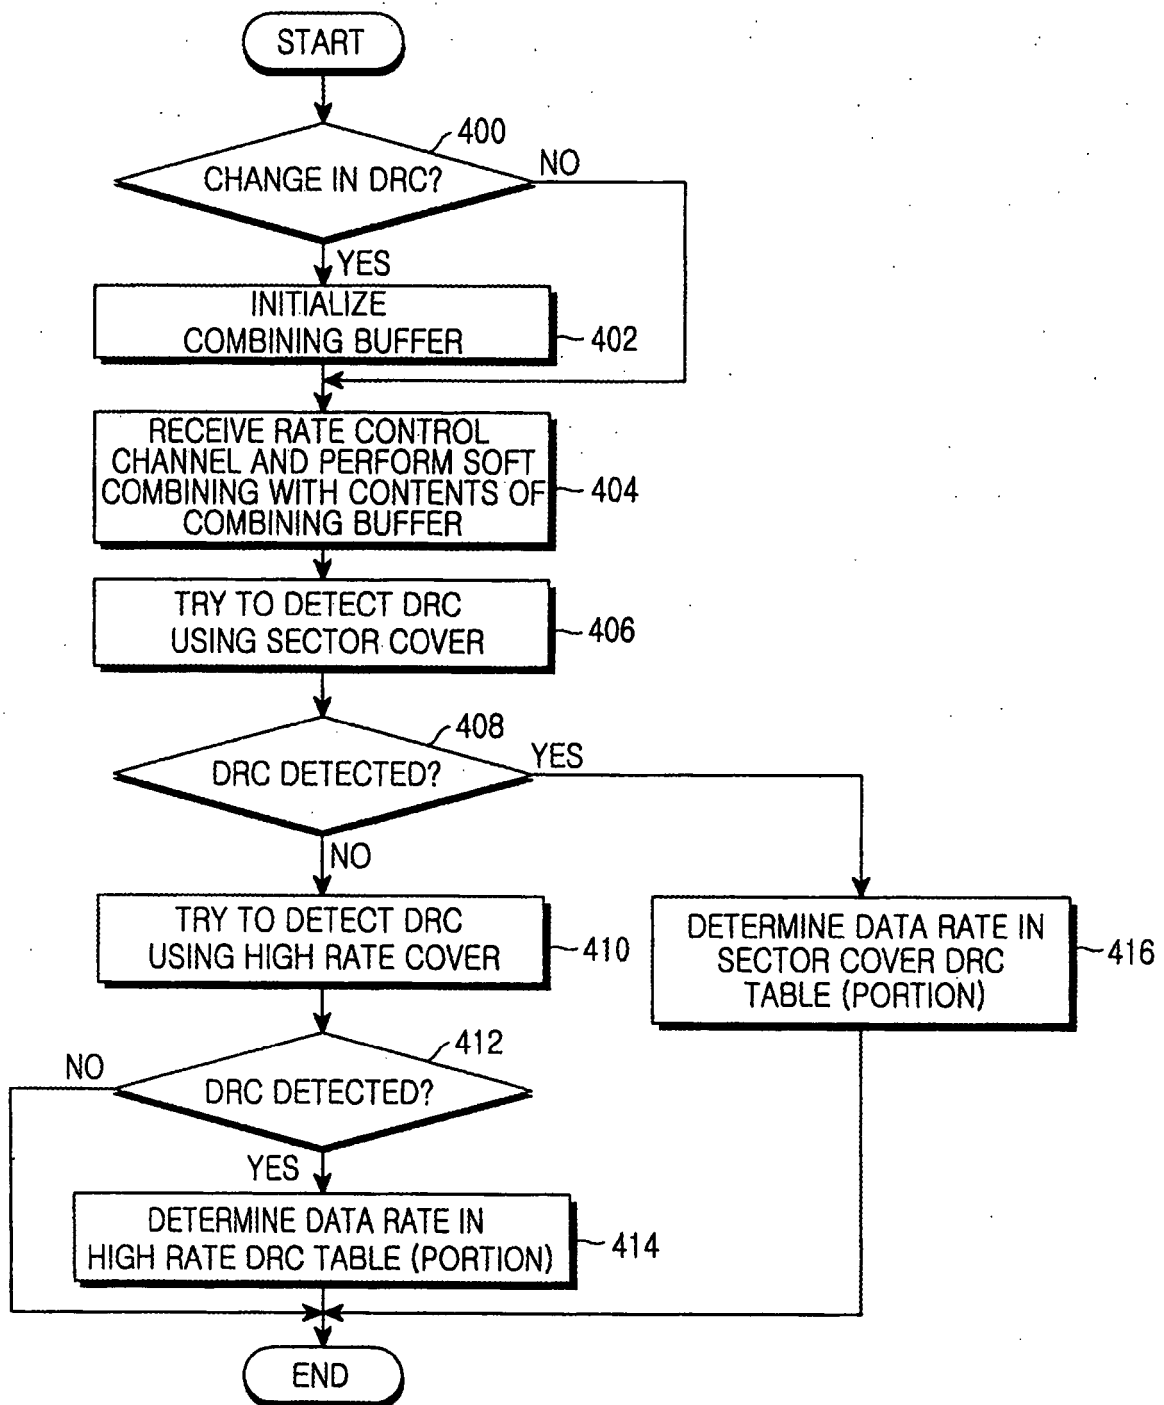 START
400
CHANGE IN DRC?
NO
YES
INITIALIZE
COMBINING BUFFER
402
RECEIVE RATE CONTROL
CHANNEL AND PERFORM SOFT
COMBINING WITH CONTENTS OF
COMBINING BUFFER
404
TRY TO DETECT DRC
USING SECTOR COVER
406
408
DRC DETECTED?
YES
NO
TRY TO DETECT DRC
USING HIGH RATE COVER
410
DETERMINE DATA RATE IN
SECTOR COVER DRC
TABLE (PORTION)
416
412
NO
DRC DETECTED?
YES
DETERMINE DATA RATE IN
HIGH RATE DRC TABLE (PORTION)
414
END